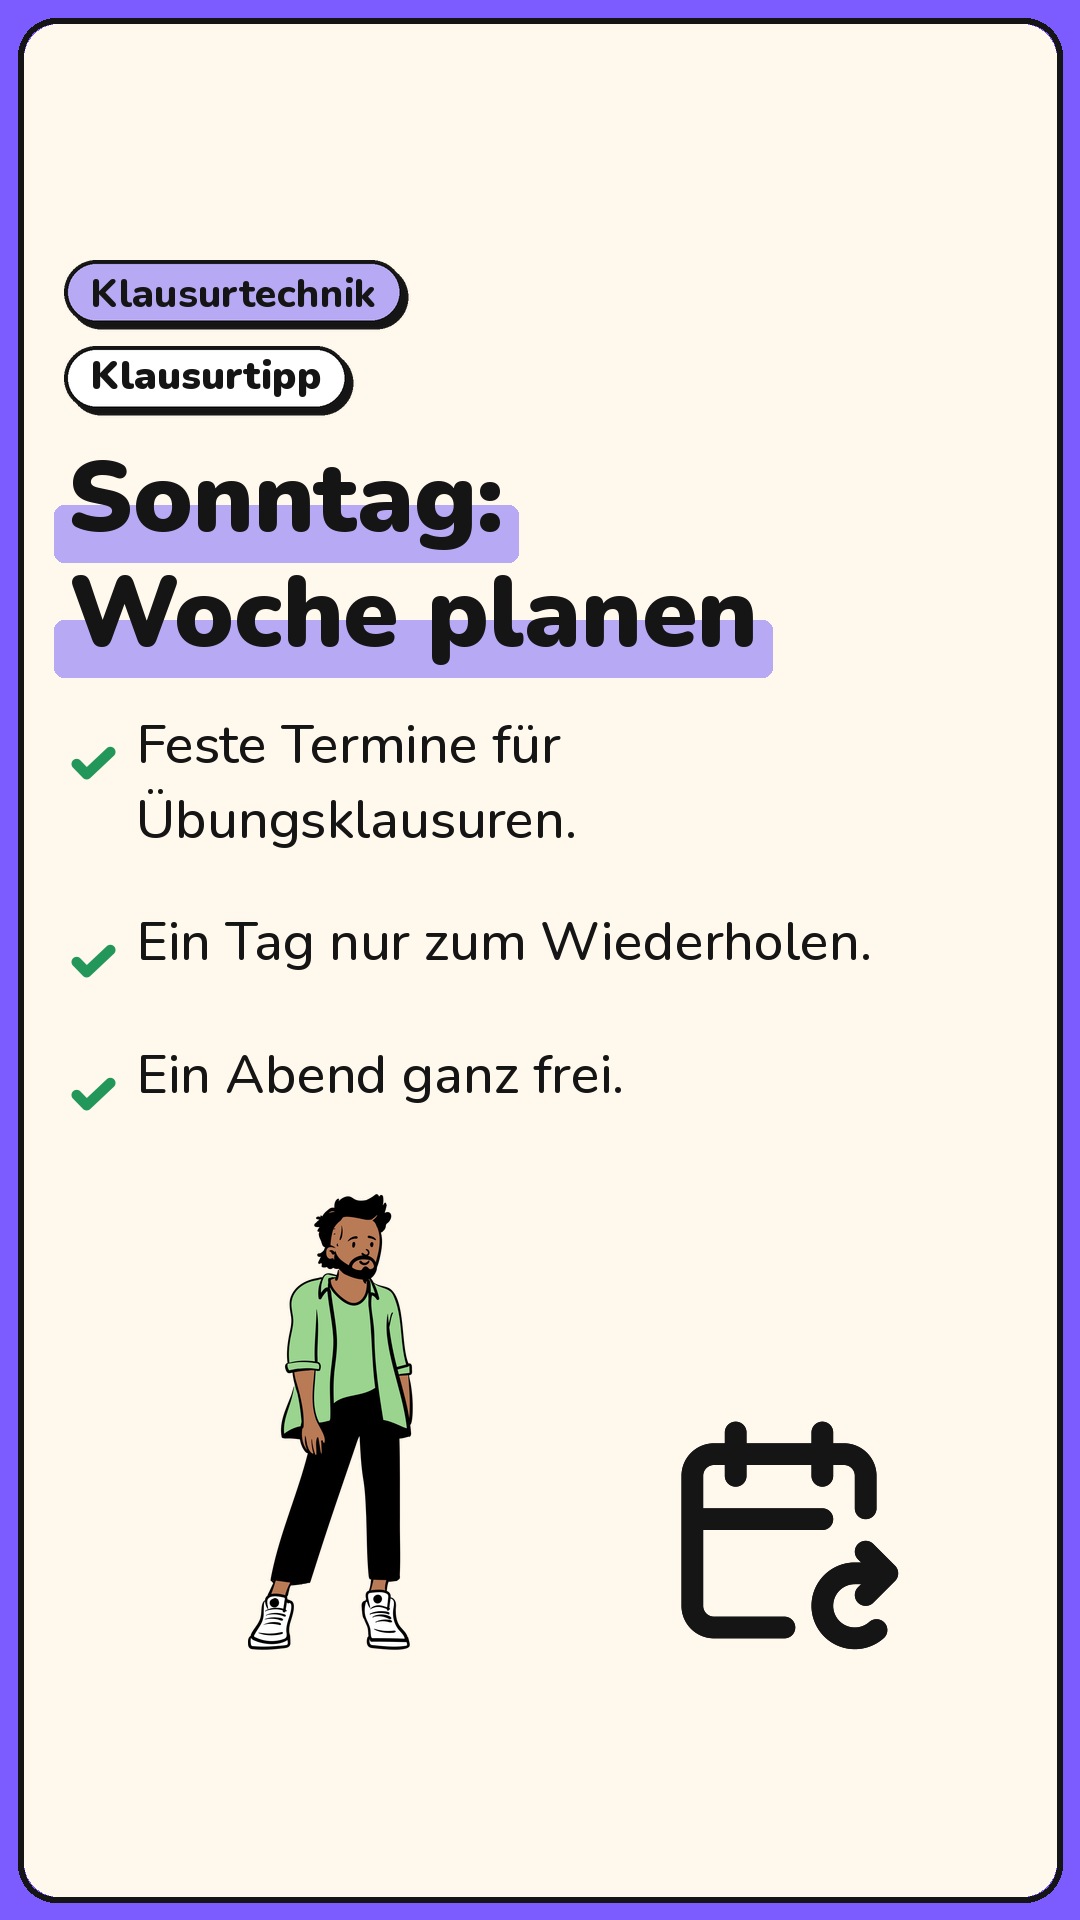 Klausurtechnik
Klausurtipp
Sonntag:
Woche planen
Feste Termine für
Übungsklausuren.
Ein Tag nur zum Wiederholen.
Ein Abend ganz frei.